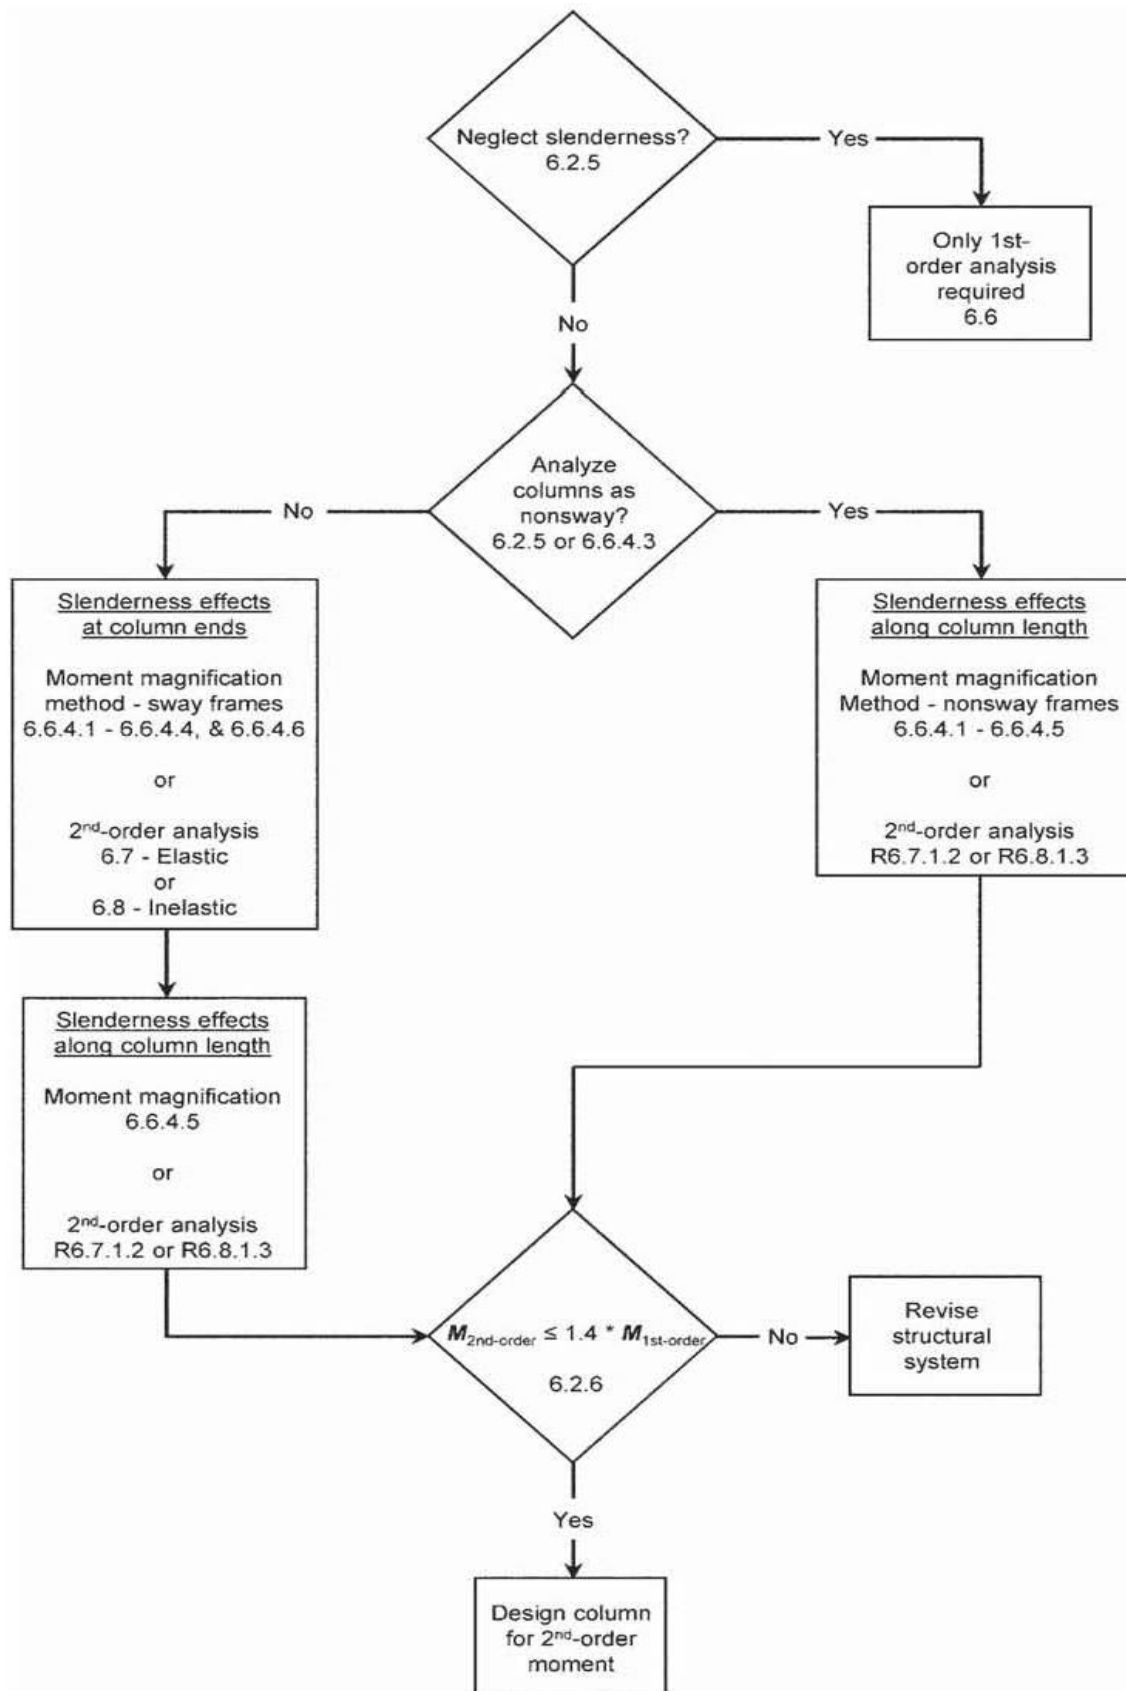 Neglect slenderness?
6.2.5
Yes
Only 1st-
order analysis
required
6.6
No
Analyze
columns as
nonsway?
6.2.5 or 6.6.4.3
No
Yes
Slenderness effects
at column ends
Moment magnification
method - sway frames
6.6.4.1 - 6.6.4.4, & 6.6.4.6
or
2nd-order analysis
6.7 - Elastic
or
6.8 - Inelastic
Slenderness effects
along column length
Moment magnification
Method - nonsway frames
6.6.4.1 - 6.6.4.5
or
2nd-order analysis
R6.7.1.2 or R6.8.1.3
Slenderness effects
along column length
Moment magnification
6.6.4.5
or
2nd-order analysis
R6.7.1.2 or R6.8.1.3
M2nd-order ≤ 1.4 * M1st-order
6.2.6
No
Revise
structural
system
Yes
Design column
for 2nd-order
moment